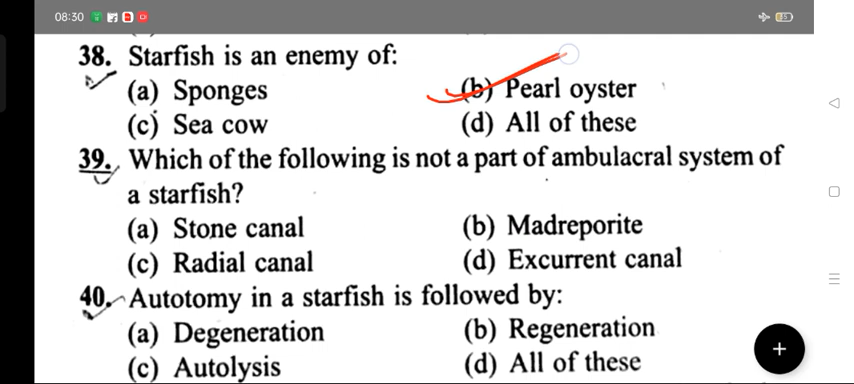 08:30
38. Starfish is an enemy of:
(a) Sponges (b) Pearl oyster
(c) Sea cow (d) All of these
39. Which of the following is not a part of ambulacral system of
a starfish?
(a) Stone canal (b) Madreporite
(c) Radial canal (d) Excurrent canal
40. Autotomy in a starfish is followed by:
(a) Degeneration (b) Regeneration
(c) Autolysis (d) All of these